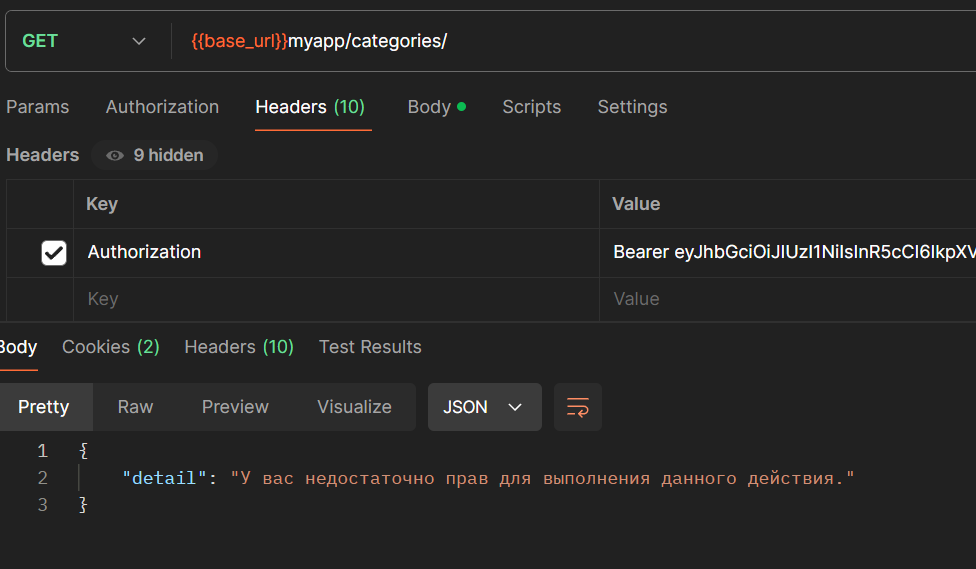 GET {{base_url}}myapp/categories/
Params Authorization Headers (10) Body Scripts Settings
Headers 9 hidden
Key Value
Authorization Bearer eyJhbGciOiJIUzI1NiIsInR5cCI6IkpXV
Key Value
Body Cookies (2) Headers (10) Test Results
Pretty Raw Preview Visualize JSON
1 {
2 "detail": "У вас недостаточно прав для выполнения данного действия."
3 }